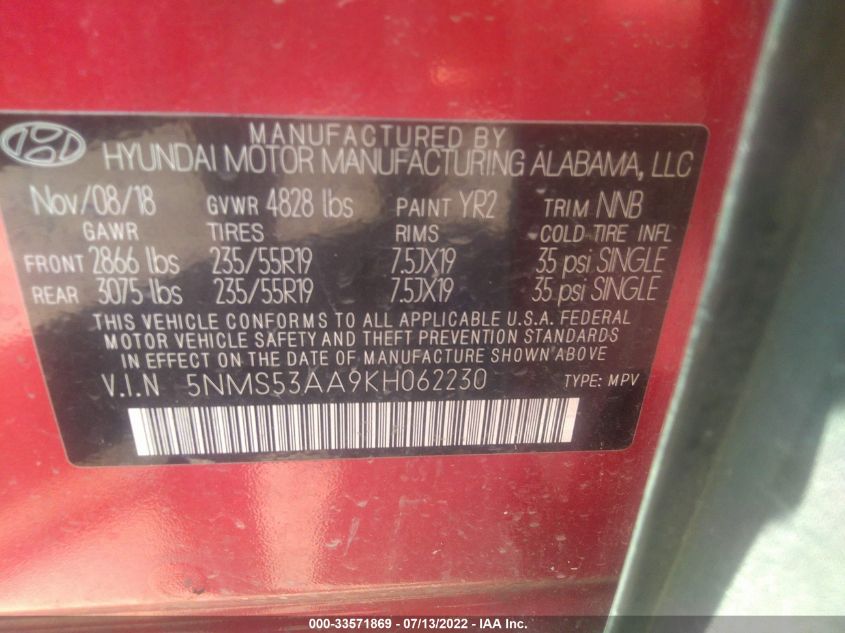 MANUFACTURED BY
HYUNDAI MOTOR MANUFACTURING ALABAMA, LLC
Nov/08/18 GVWR 4828 lbs PAINT YR2 TRIM NNB
GAWR TIRES RIMS COLD TIRE INFL
FRONT 2866 lbs 235/55R19 7.5JX19 35 psi SINGLE
REAR 3075 lbs 235/55R19 7.5JX19 35 psi SINGLE
THIS VEHICLE CONFORMS TO ALL APPLICABLE U.S.A. FEDERAL
MOTOR VEHICLE SAFETY AND THEFT PREVENTION STANDARDS
IN EFFECT ON THE DATE OF MANUFACTURE SHOWN ABOVE
V.I.N 5NMS53AA9KH062230 TYPE: MPV
000-33571869 - 07/13/2022 - IAA Inc.